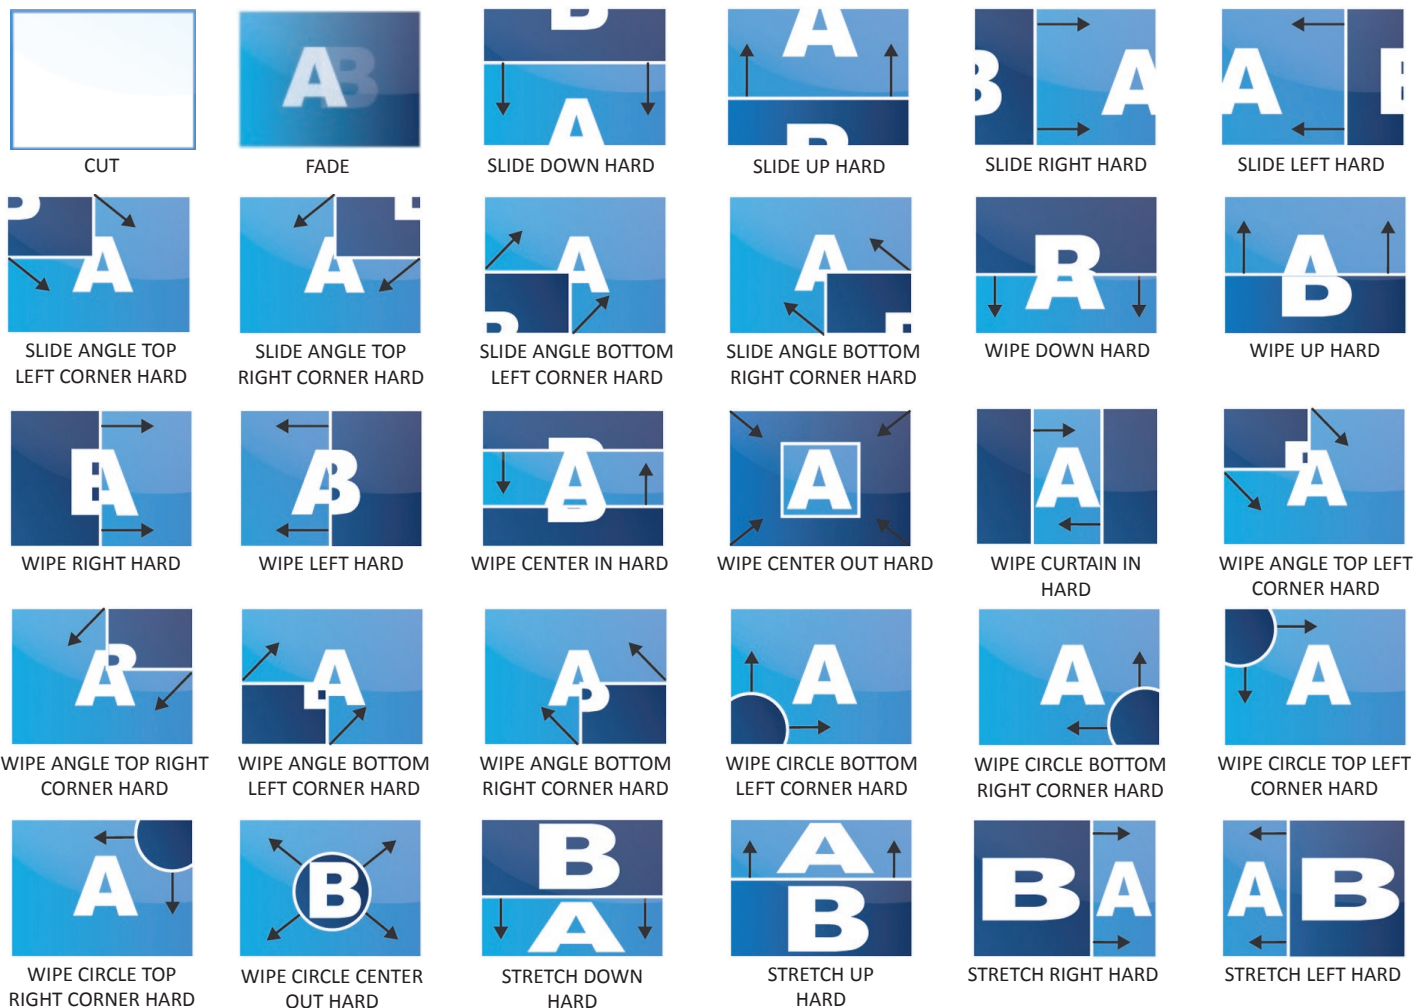 CUT
AB
FADE
B
A
SLIDE DOWN HARD
A
B
SLIDE UP HARD
B A
SLIDE RIGHT HARD
A B
SLIDE LEFT HARD
B
A
SLIDE ANGLE TOP
LEFT CORNER HARD
A
SLIDE ANGLE TOP
RIGHT CORNER HARD
A
B
SLIDE ANGLE BOTTOM
LEFT CORNER HARD
A
SLIDE ANGLE BOTTOM
RIGHT CORNER HARD
B
A
WIPE DOWN HARD
A
B
WIPE UP HARD
BA
WIPE RIGHT HARD
AB
WIPE LEFT HARD
A
B
WIPE CENTER IN HARD
A
WIPE CENTER OUT HARD
A
WIPE CURTAIN IN
HARD
A
WIPE ANGLE TOP LEFT
CORNER HARD
A
WIPE ANGLE TOP RIGHT
CORNER HARD
A
WIPE ANGLE BOTTOM
LEFT CORNER HARD
A
WIPE ANGLE BOTTOM
RIGHT CORNER HARD
A
WIPE CIRCLE BOTTOM
LEFT CORNER HARD
A
WIPE CIRCLE BOTTOM
RIGHT CORNER HARD
A
WIPE CIRCLE TOP LEFT
CORNER HARD
A
WIPE CIRCLE TOP
RIGHT CORNER HARD
B
WIPE CIRCLE CENTER
OUT HARD
B
A
STRETCH DOWN
HARD
A
B
STRETCH UP
HARD
B A
STRETCH RIGHT HARD
A B
STRETCH LEFT HARD